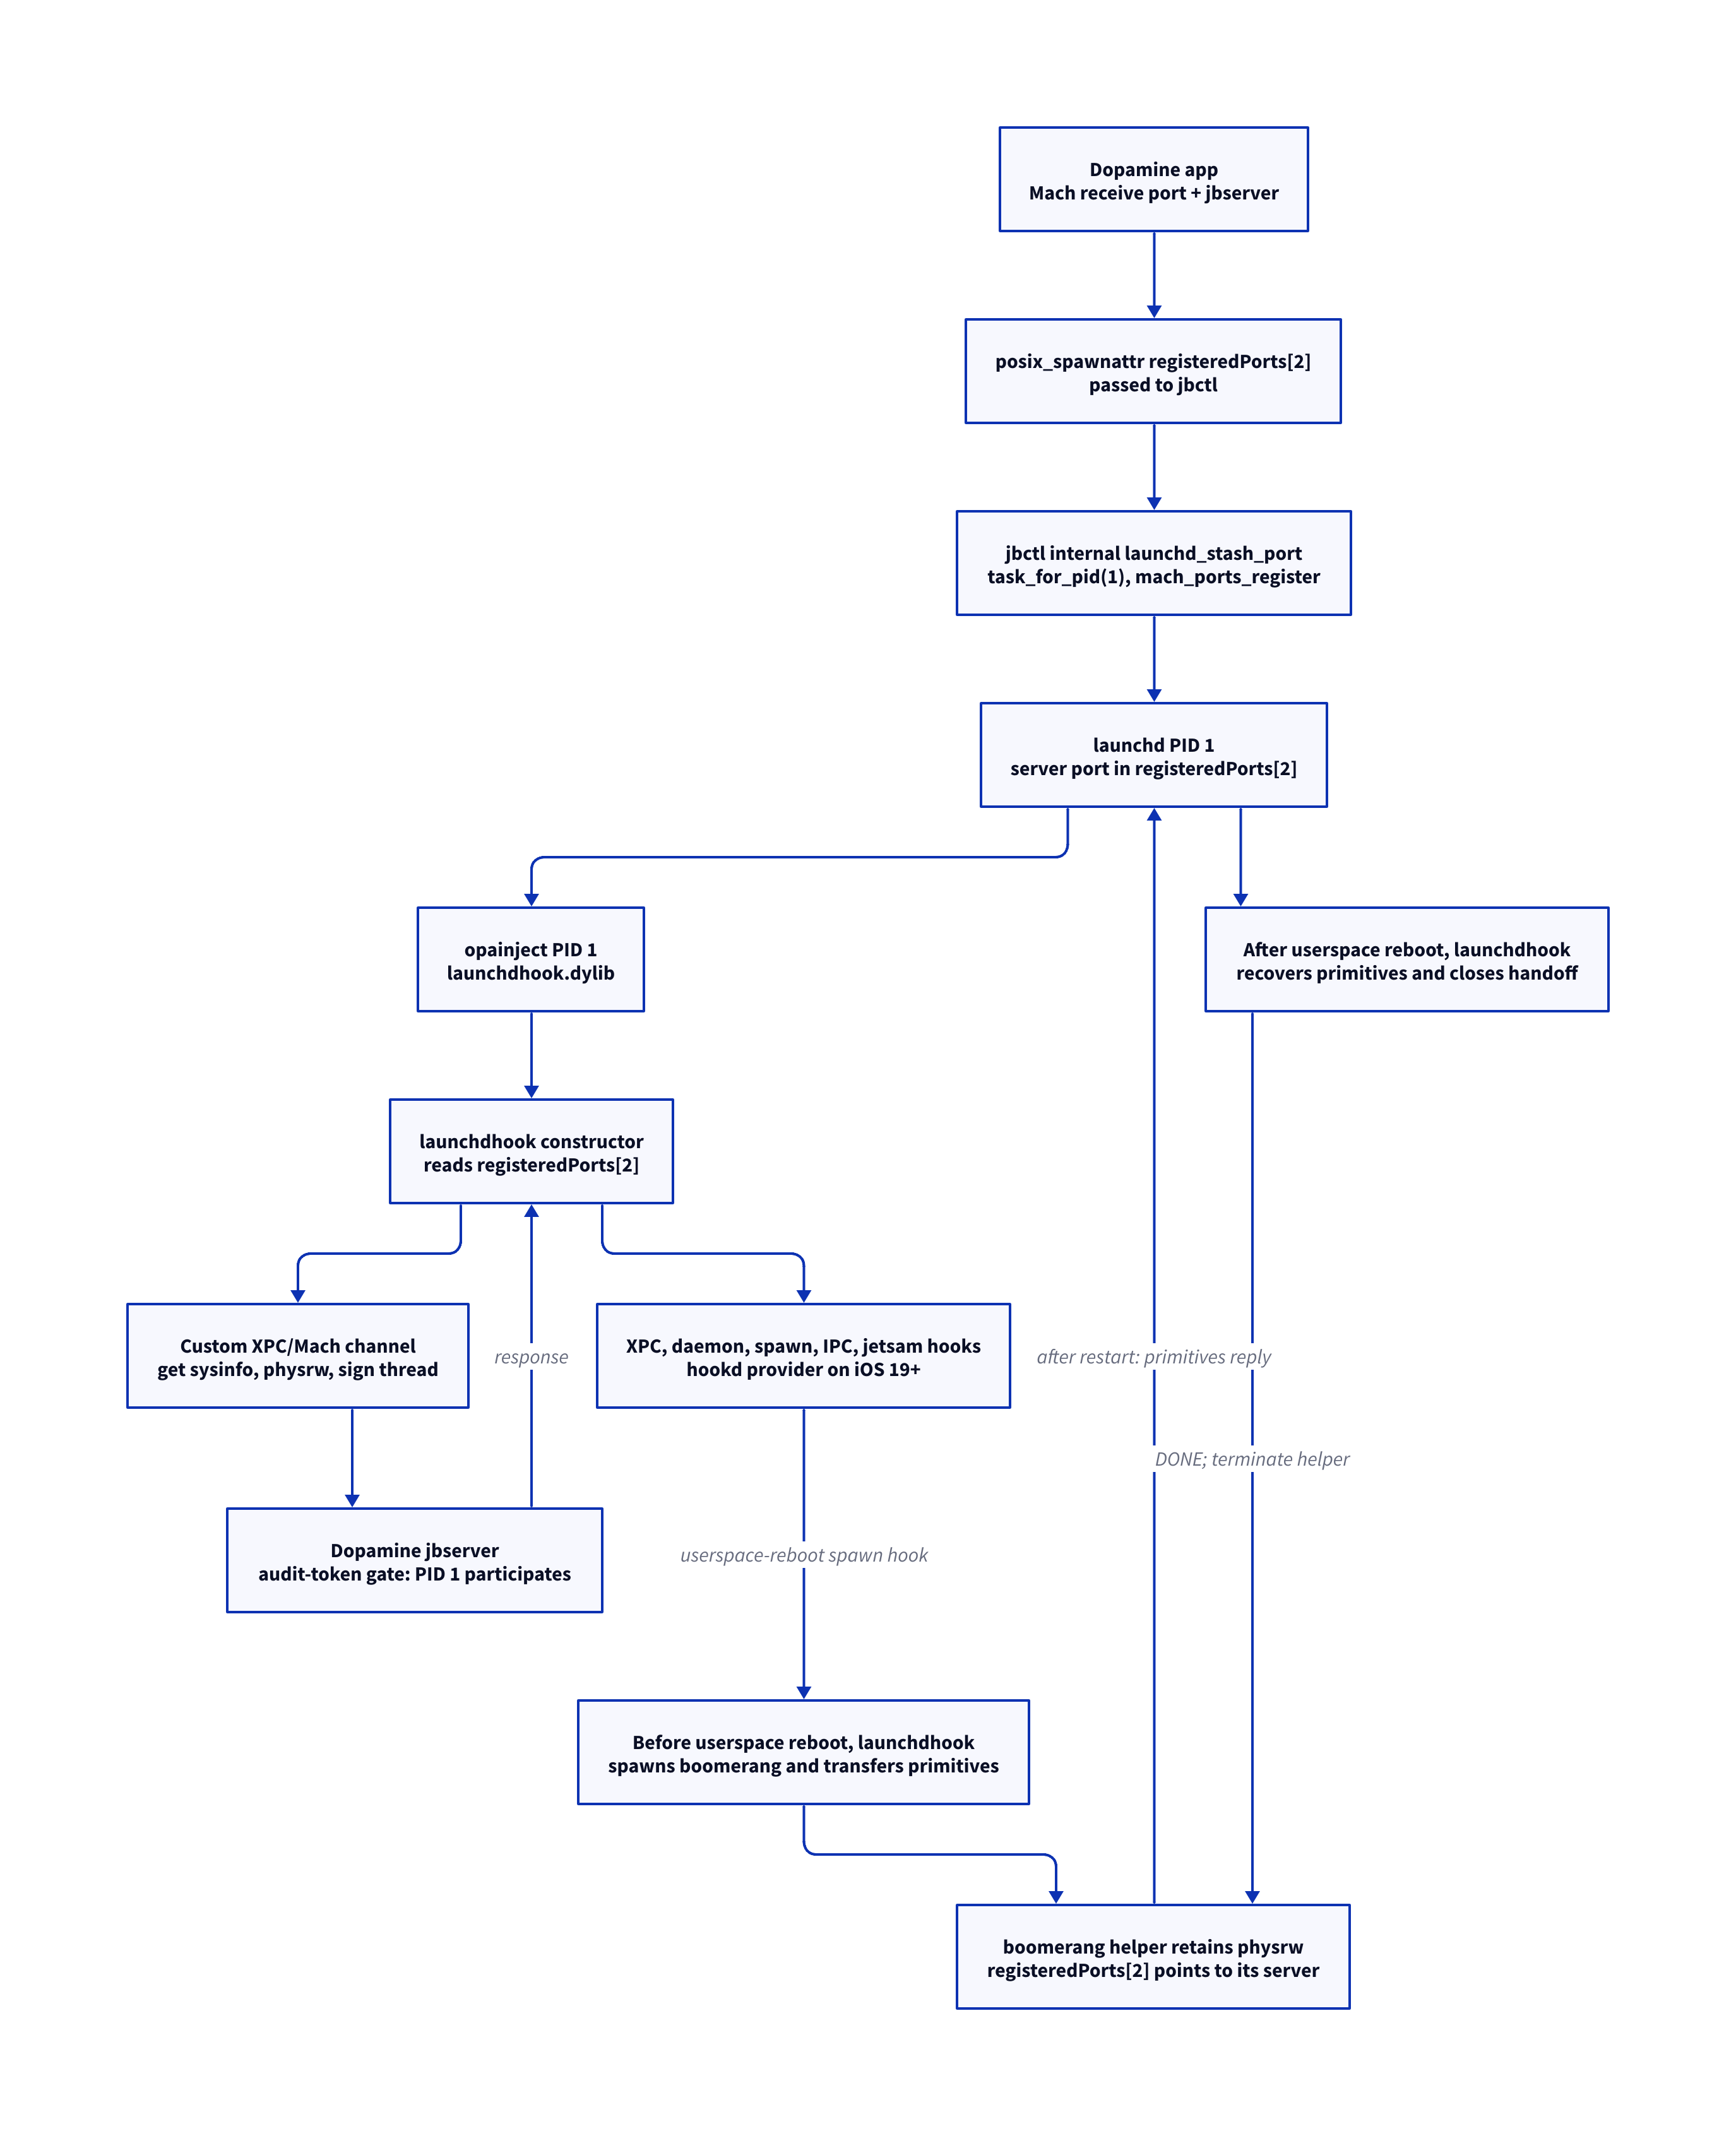 Dopamine app
Mach receive port + jbserver
posix_spawnattr registeredPorts[2]
passed to jbctl
jbctl internal launchd_stash_port
task_for_pid(1), mach_ports_register
launchd PID 1
server port in registeredPorts[2]
opainject PID 1
launchdhook.dylib
After userspace reboot, launchdhook
recovers primitives and closes handoff
launchdhook constructor
reads registeredPorts[2]
Custom XPC/Mach channel
get sysinfo, physrw, sign thread
response
XPC, daemon, spawn, IPC, jetsam hooks
hookd provider on iOS 19+
after restart: primitives reply
DONE; terminate helper
Dopamine jbserver
audit-token gate: PID 1 participates
userspace-reboot spawn hook
Before userspace reboot, launchdhook
spawns boomerang and transfers primitives
boomerang helper retains physrw
registeredPorts[2] points to its server